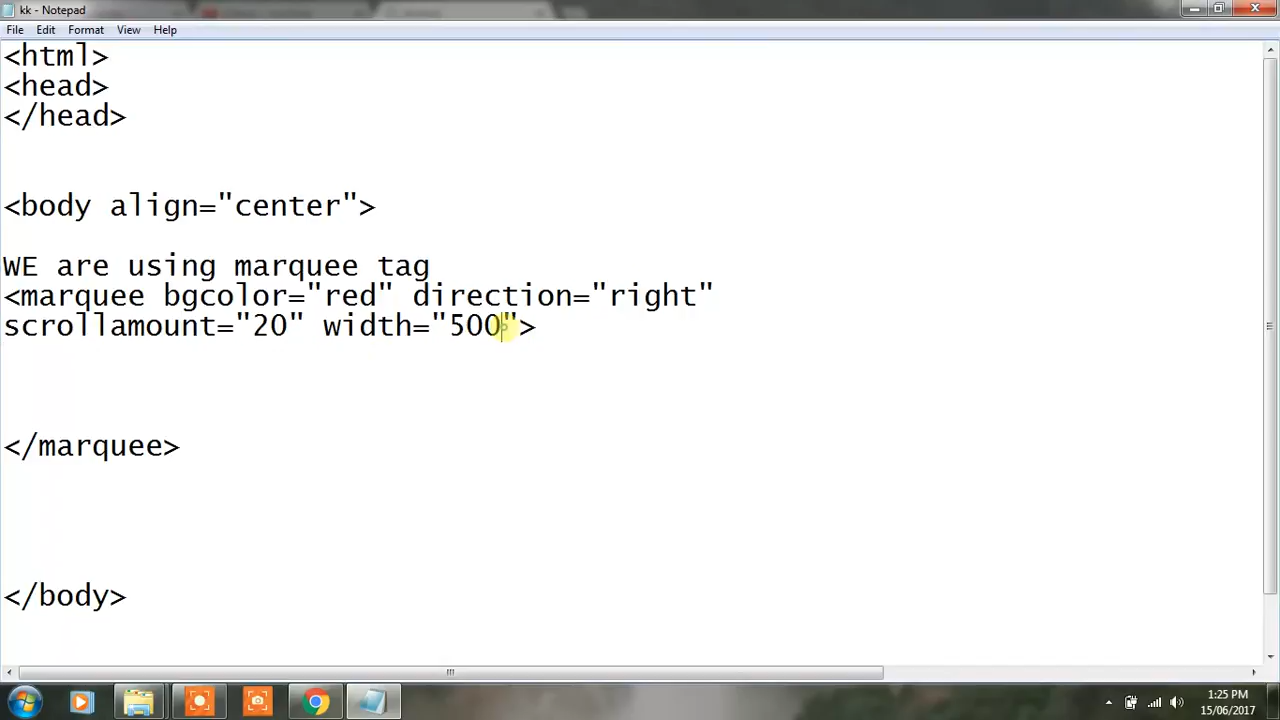 kk - Notepad
File Edit Format View Help
<html>
<head>
</head>
<body align="center">
WE are using marquee tag
<marquee bgcolor="red" direction="right"
scrollamount="20" width="500">
</marquee>
</body>
1:25 PM
15/06/2017